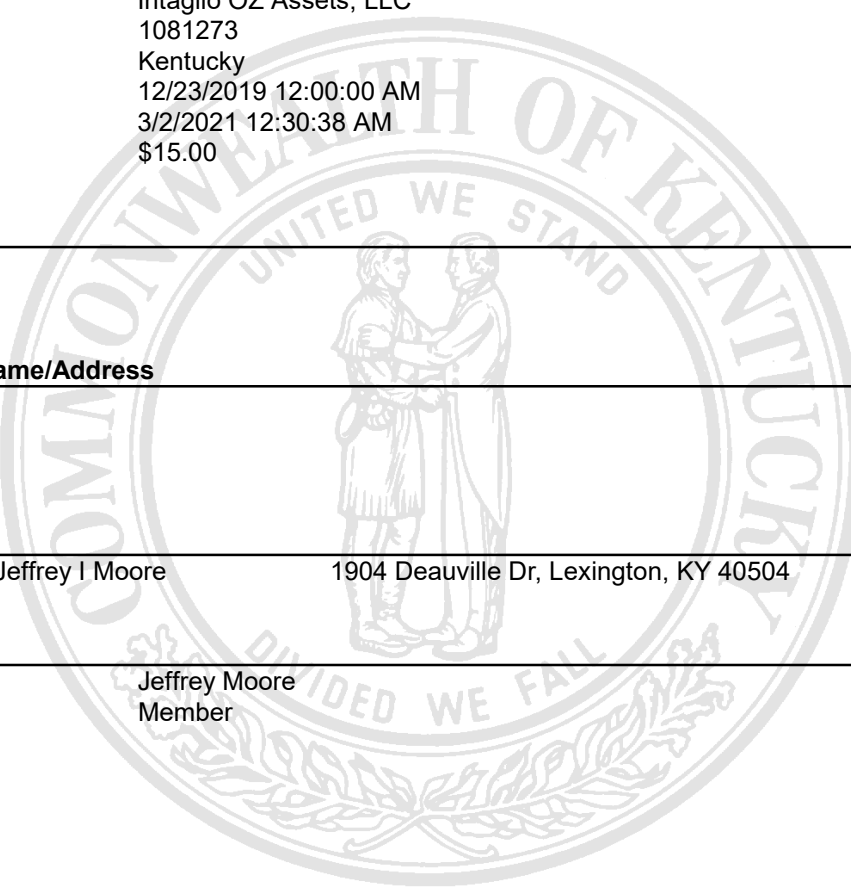 Intaglio OZ Assets, LLC
1081273
Kentucky
12/23/2019 12:00:00 AM
3/2/2021 12:30:38 AM
$15.00
COMMONWEALTH OF KENTUCKY
UNITED WE STAND
ame/Address
Jeffrey I Moore 1904 Deauville Dr, Lexington, KY 40504
DIVIDED WE FALL
Jeffrey Moore
Member